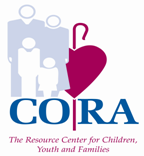 CORA
The Resource Center for Children,
Youth and Families